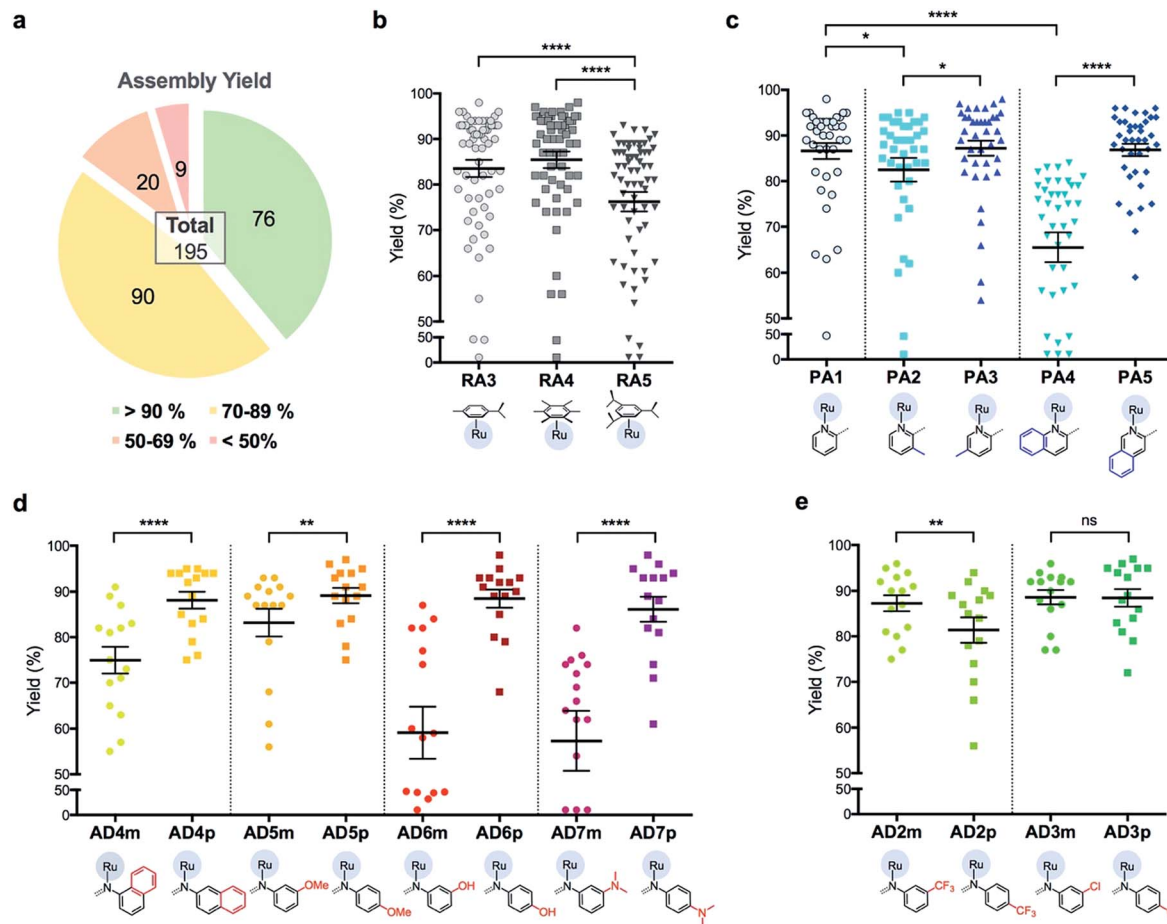 a
Assembly Yield
9
20
76
Total
195
90
> 90 %
70-89 %
50-69 %
< 50%
b
****
****
Yield (%)
100
90
80
70
60
50
50
0
RA3
RA4
RA5
Ru
Ru
Ru
c
****
*
*
****
Yield (%)
100
90
80
70
60
50
50
0
PA1
PA2
PA3
PA4
PA5
Ru
Ru
Ru
Ru
Ru
N
N
N
N
N
d
****
**
****
****
Yield (%)
100
90
80
70
60
50
50
0
AD4m
AD4p
AD5m
AD5p
AD6m
AD6p
AD7m
AD7p
Ru
Ru
Ru
Ru
Ru
Ru
Ru
Ru
N
N
N
N
N
N
N
N
OMe
OMe
OH
OH
N
N
e
**
ns
Yield (%)
100
90
80
70
60
50
50
0
AD2m
AD2p
AD3m
AD3p
Ru
Ru
Ru
Ru
N
N
N
N
CF3
CF3
Cl